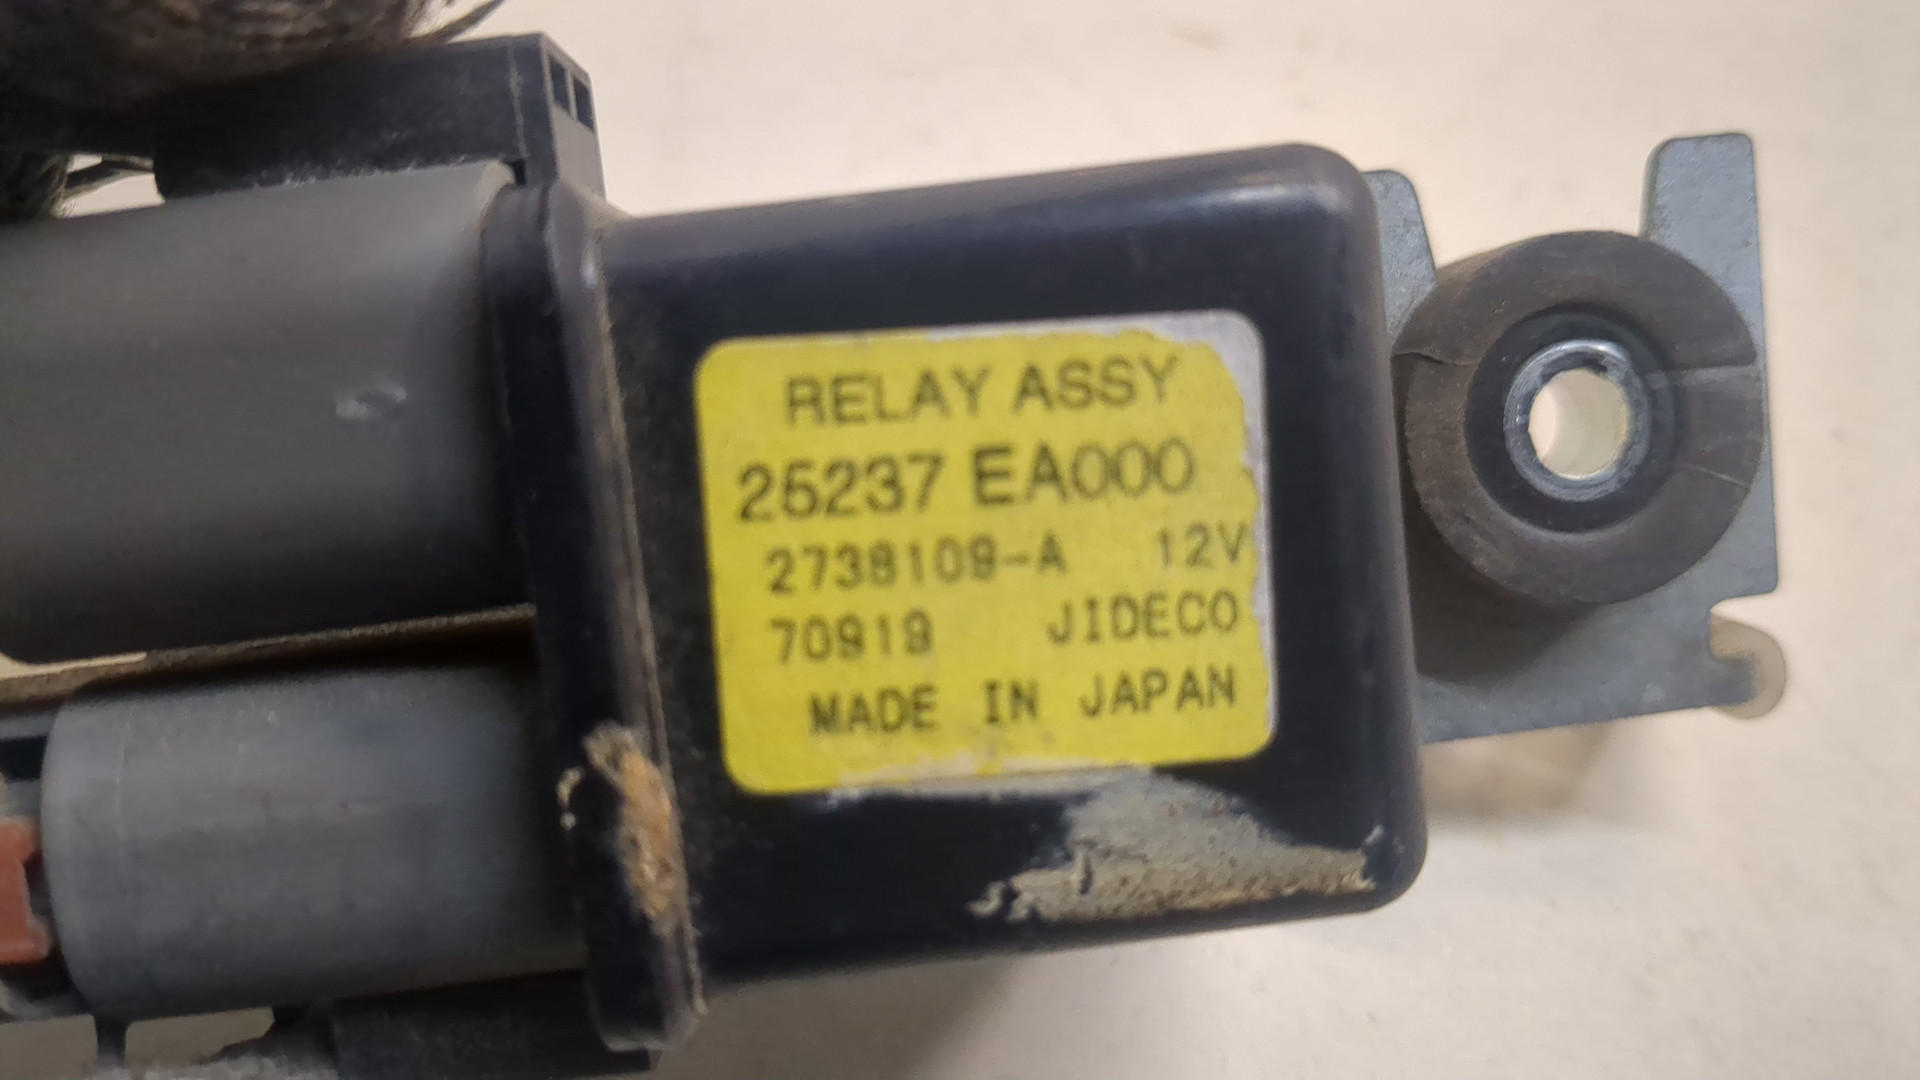 RELAY ASSY
25237 EA000
2738109-A 12V
70919 JIDECO
MADE IN JAPAN